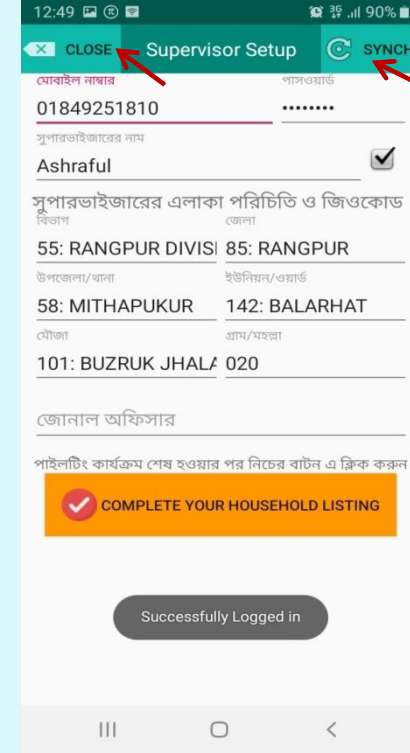 12:49 3G 90%
CLOSE Supervisor Setup SYNCH
মোবাইল নাম্বার পাসওয়ার্ড
01849251810 ••••••••
সুপারভাইজারের নাম
Ashraful
সুপারভাইজারের এলাকা পরিচিতি ও জিওকোড
বিভাগ জেলা
55: RANGPUR DIVISI 85: RANGPUR
উপজেলা/থানা ইউনিয়ন/ওয়ার্ড
58: MITHAPUKUR 142: BALARHAT
মৌজা গ্রাম/মহল্লা
101: BUZRUK JHALA 020
জোনাল অফিসার
পাইলটিং কার্যক্রম শেষ হওয়ার পর নিচের বাটন এ ক্লিক করুন
COMPLETE YOUR HOUSEHOLD LISTING
Successfully Logged in